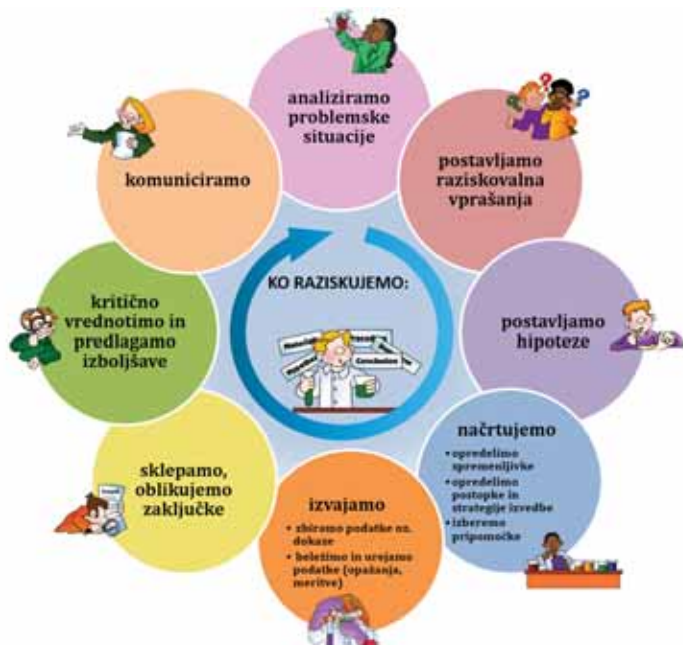 analiziramo
problemske
situacije
postavljamo
raziskovalna
vprašanja
postavljamo
hipoteze
načrtujemo
• opredelimo
spremenljivke
• opredelimo
postopke in
strategije izvedbe
• izberemo
pripomočke
izvajamo
• zbiramo podatke oz.
dokaze
• beležimo in urejamo
podatke (opažanja,
meritve)
sklepamo,
oblikujemo
zaključke
kritično
vrednotimo in
predlagamo
izboljšave
komuniciramo
KO RAZISKUJEMO:
Conclusion